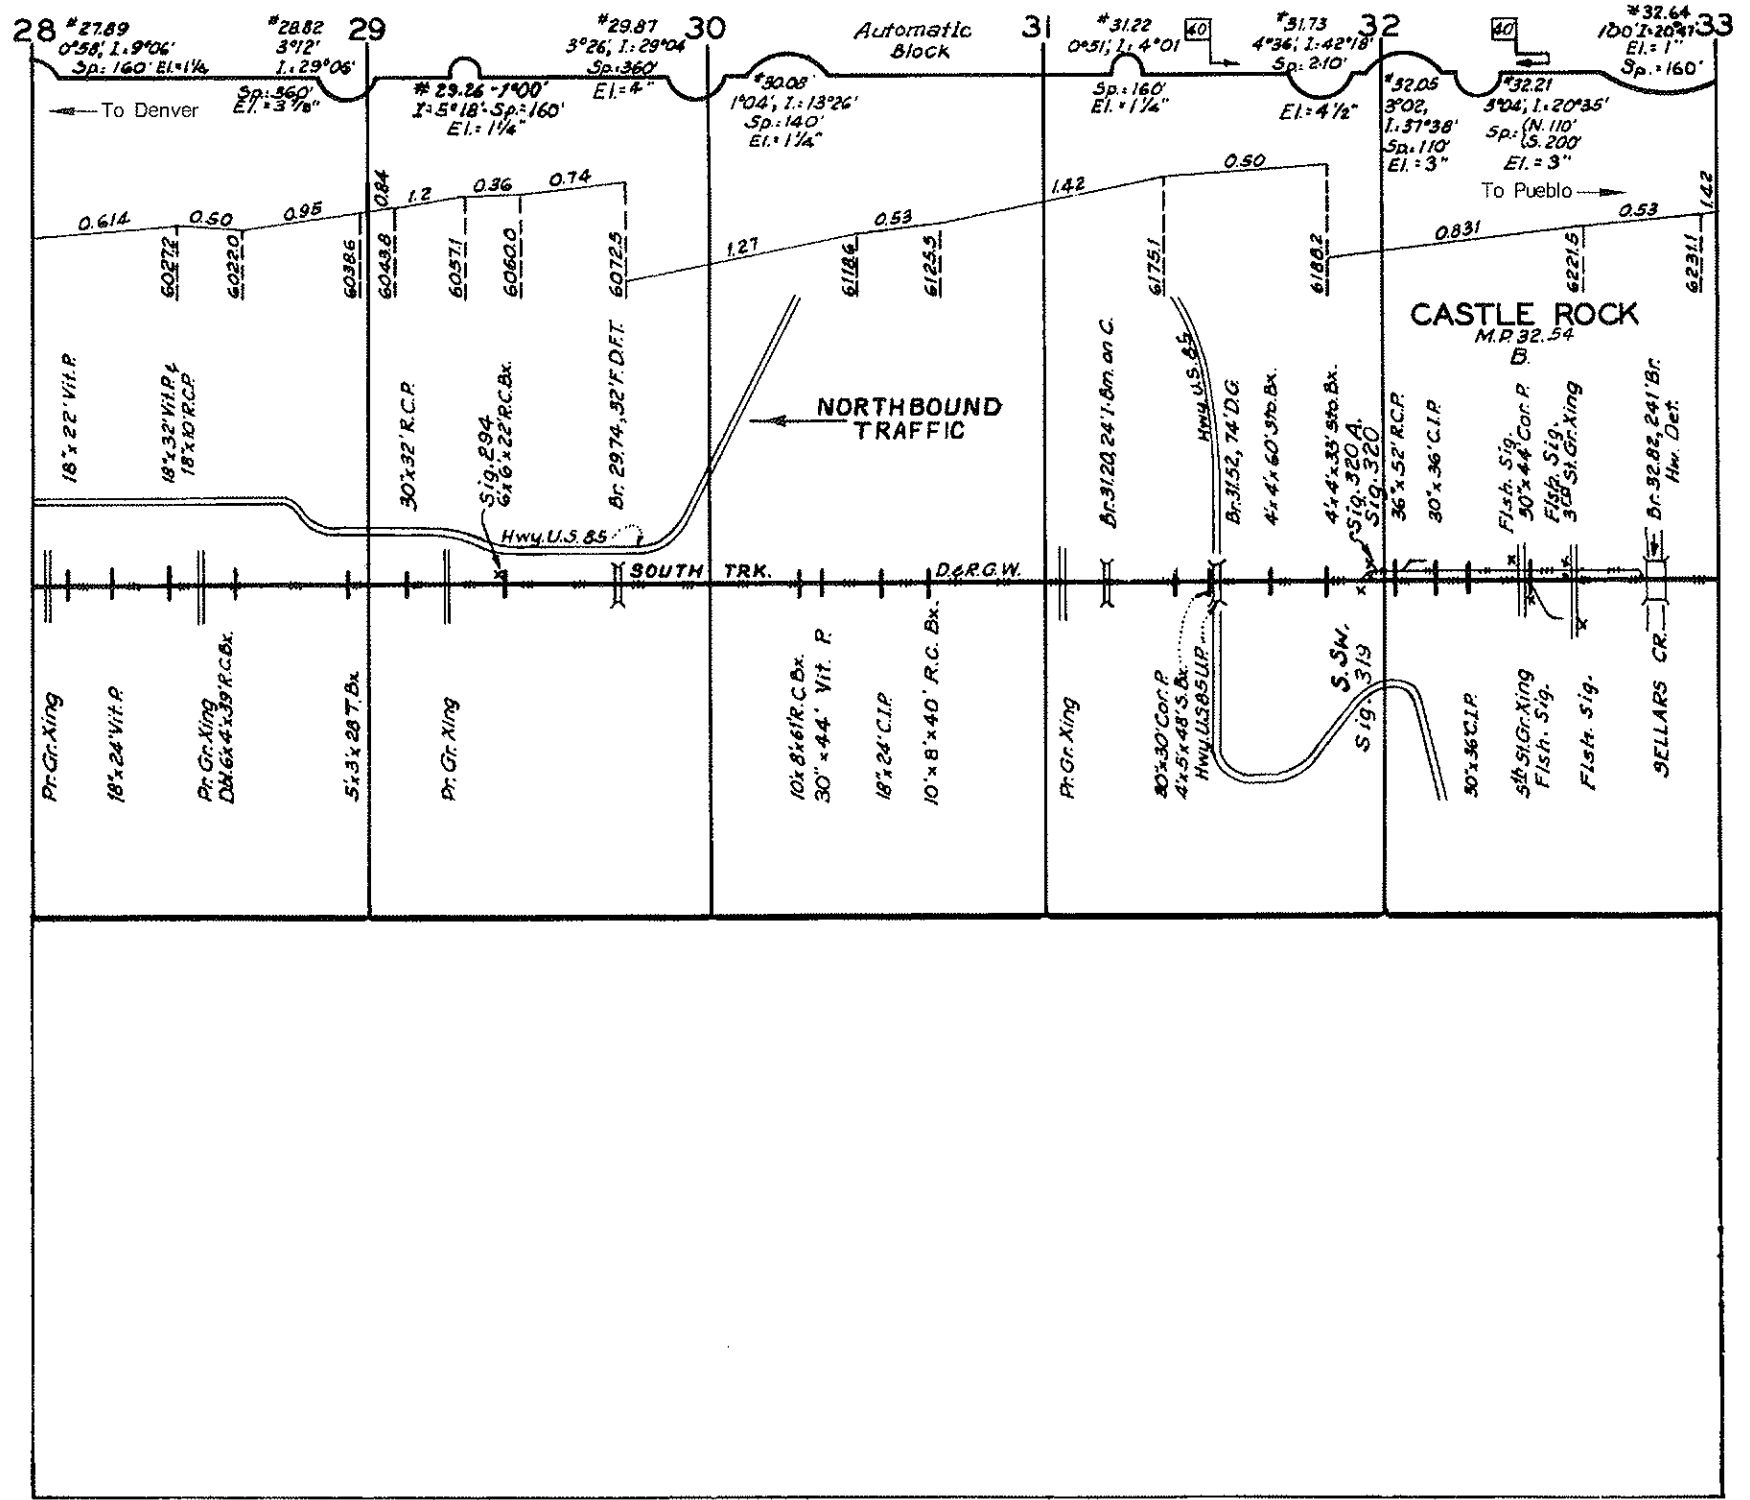 28 29 30 31 32 33
#27.89
0°58', I.: 9°06'
Sp.: 160' El.= 1¼
#28.82
3°12'
I.: 29°06'
Sp.: 360'
El. = 3⅞"
# 29.26 - 1°00'
I: 5°18' - Sp.: 160'
El. = 1¼"
#29.87
3°26', I.: 29°04
Sp.: 360'
El. = 4"
#30.08
1°04', I.: 13°26'
Sp.: 140'
El.= 1¼"
Automatic
Block
#31.22
0°51', I.: 4°01
Sp.: 160'
El.= 1¼"
40
#31.73
4°36', I.: 42°18'
Sp.: 210'
El.= 4½"
#32.05
3°02,
I.: 37°38'
Sp.: 110'
El. = 3"
40
#32.21
3°04', I.: 20°35'
Sp.: {N. 110'
{S. 200'
El. = 3"
#32.64
El. = 1"
Sp. = 160'
To Denver
To Pueblo
0.614 0.50 0.95 0.84 1.2 0.36 0.74 1.27 0.53 1.42 0.50 0.831 0.53 1.42
6027.2 6022.0 6038.6 6043.8 6057.1 6060.0 6072.5 6118.6 6125.5 6175.1 6188.2 6221.5 6231.1
CASTLE ROCK
M.P. 32.54
B.
18"x 22' Vit. P.
18"x 32' Vit. P. &
18"x 10' R.C.P.
30"x 32' R.C.P.
Sig. 294
6'x 6'x 22' R.C. Bx.
Br. 29.74, 32' F.D.F.T.
NORTHBOUND
TRAFFIC
Br. 31.20, 24' I-Bm. on C.
Hwy. U.S. 85
Br. 31.52, 74' D.G.
4'x 4'x 60' Sto. Bx.
4'x 4'x 33' Sto. Bx.
Sig. 320 A.
Sig. 320
36"x 52' R.C.P.
30"x 36' C.I.P.
Flsh. Sig.
30"x 44' Cor. P.
Flsh. Sig.
3rd St. Gr. Xing
Br. 32.82, 241' Br.
Hw. Det.
Hwy. U.S. 85
SOUTH TRK.
D.&R.G.W.
Pr. Gr. Xing
18"x 24' Vit. P.
Pr. Gr. Xing
Dbl. 6'x 4'x 39' R.C. Bx.
5'x 3'x 28' T. Bx.
Pr. Gr. Xing
10'x 8'x 61' R.C. Bx.
30" x 44' Vit. P.
18"x 24' C.I.P.
10' x 8' x 40' R.C. Bx.
Pr. Gr. Xing
30"x 30' Cor. P.
4'x 5'x 48' S. Bx.
Hwy. U.S. 85 U.P.
S. SW.
Sig. 319
30"x 36' C.I.P.
5th St. Gr. Xing
Flsh. Sig.
Flsh. Sig.
SELLARS CR.